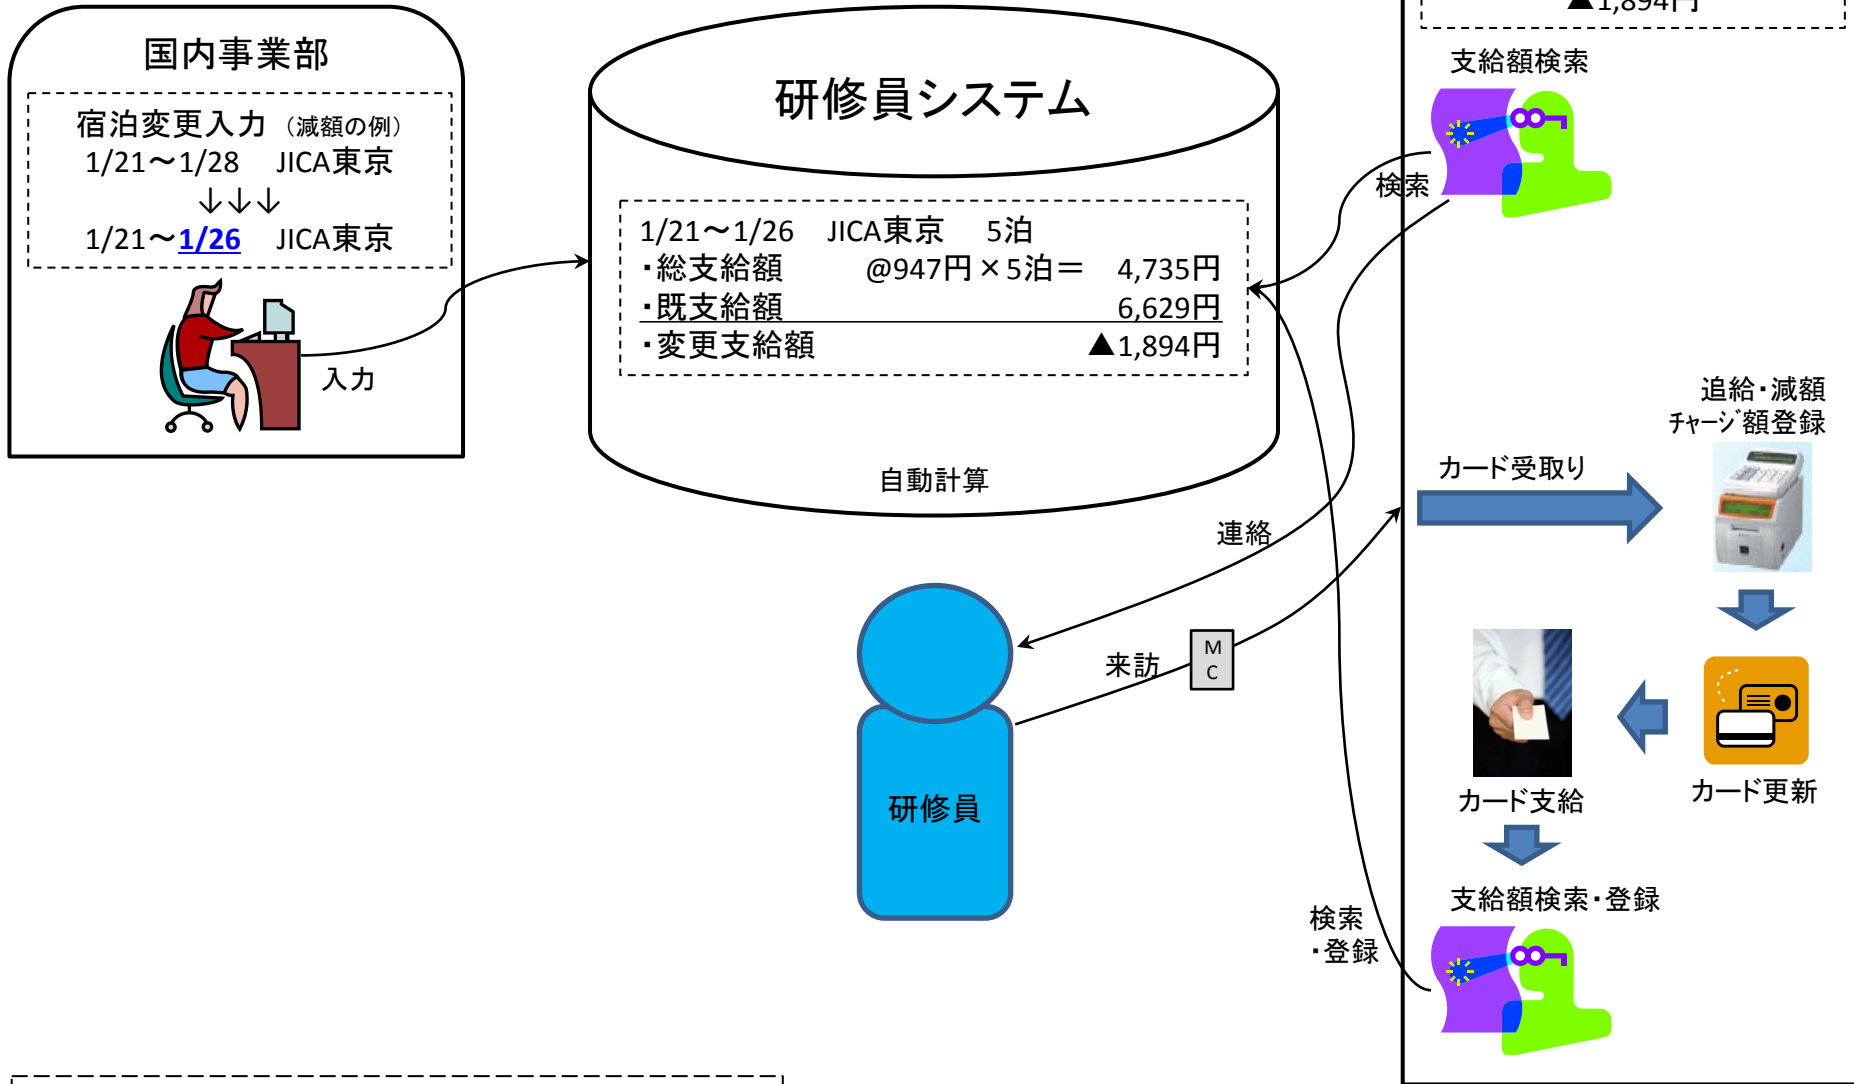 国内事業部
宿泊変更入力 （減額の例）
1/21～1/28 JICA東京
↓↓↓
1/21～1/26 JICA東京
入力
研修員システム
1/21～1/26 JICA東京 5泊
・総支給額 @947円×5泊＝ 4,735円
・既支給額 6,629円
・変更支給額 ▲1,894円
自動計算
▲1,894円
支給額検索
検索
追給・減額
チャージ額登録
カード受取り
連絡
来訪
M
C
研修員
カード更新
カード支給
支給額検索・登録
検索
・登録